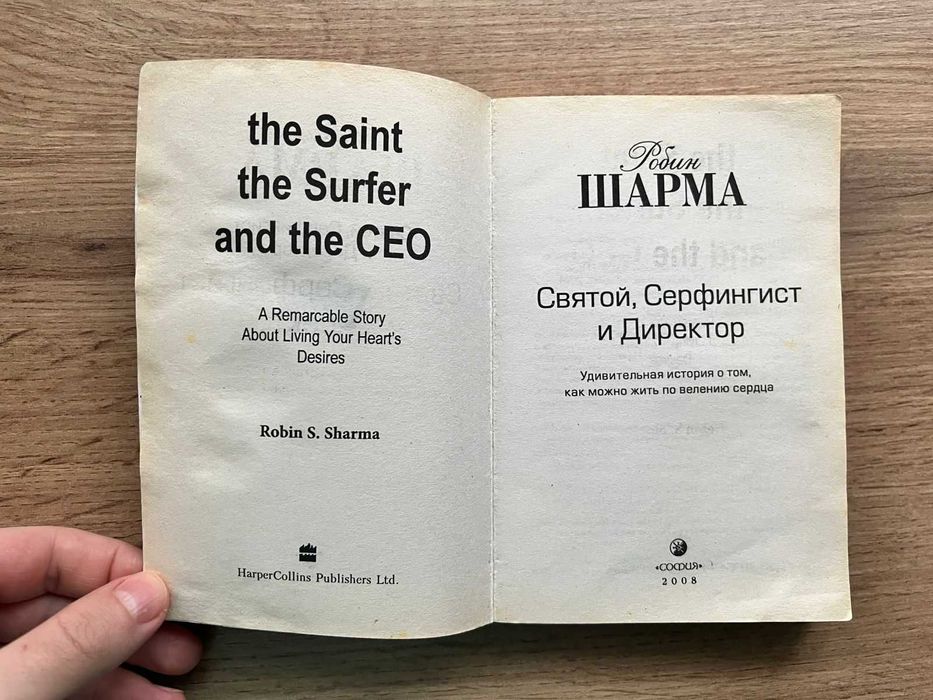 the Saint
the Surfer
and the CEO
A Remarcable Story
About Living Your Heart's
Desires
Robin S. Sharma
HarperCollins Publishers Ltd.
Робин
ШАРМА
Святой, Серфингист
и Директор
Удивительная история о том,
как можно жить по велению сердца
«СОФИЯ»
2008